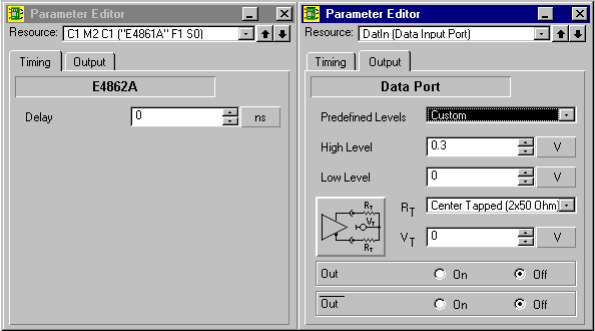 Parameter Editor
Resource: C1 M2 C1 ("E4861A" F1 S0)
Timing Output
E4862A
Delay 0 ns
Parameter Editor
Resource: DatIn (Data Input Port)
Timing Output
Data Port
Predefined Levels Custom
High Level 0.3 V
Low Level 0 V
RT VT RT
RT Center Tapped (2x50 Ohm)
VT 0 V
Out On Off
Out On Off